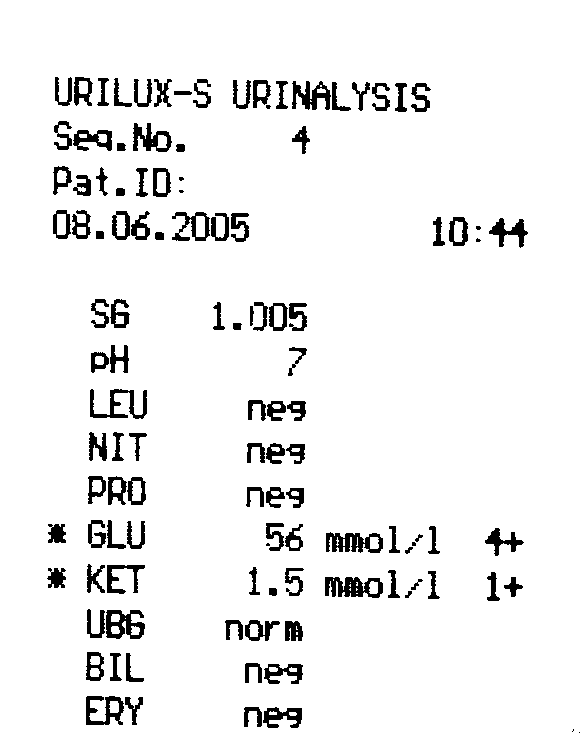 URILUX-S URINALYSIS
Seq.No. 4
Pat.ID:
08.06.2005 10:44
SG 1.005
pH 7
LEU neg
NIT neg
PRO neg
* GLU 56 mmol/l 4+
* KET 1.5 mmol/l 1+
UBG norm
BIL neg
ERY neg